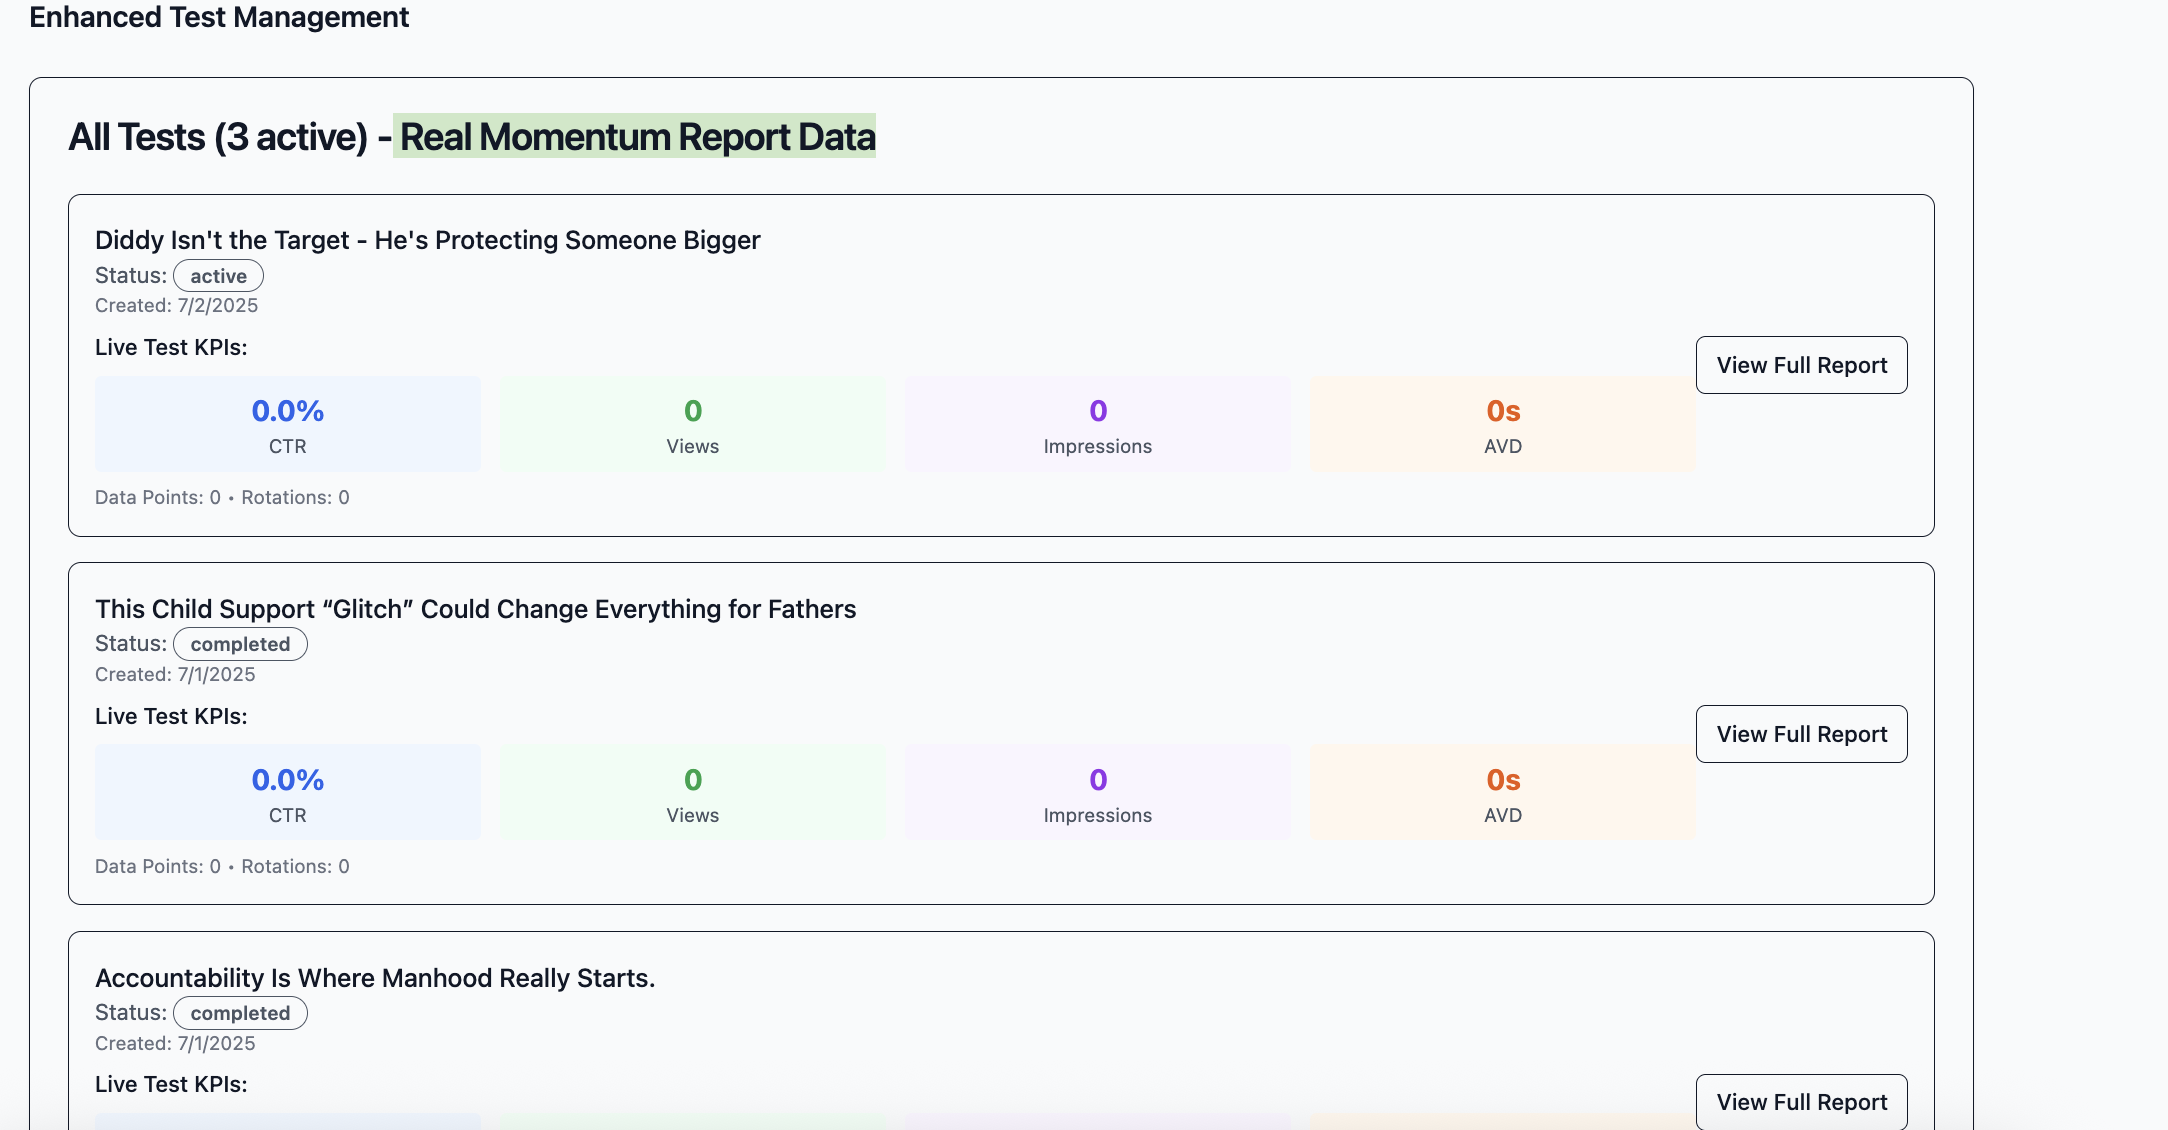 Enhanced Test Management
All Tests (3 active) - Real Momentum Report Data
Diddy Isn't the Target - He's Protecting Someone Bigger
Status: active
Created: 7/2/2025
Live Test KPIs:
View Full Report
0.0%
CTR
0
Views
0
Impressions
0s
AVD
Data Points: 0 • Rotations: 0
This Child Support “Glitch” Could Change Everything for Fathers
Status: completed
Created: 7/1/2025
Live Test KPIs:
View Full Report
0.0%
CTR
0
Views
0
Impressions
0s
AVD
Data Points: 0 • Rotations: 0
Accountability Is Where Manhood Really Starts.
Status: completed
Created: 7/1/2025
Live Test KPIs:
View Full Report